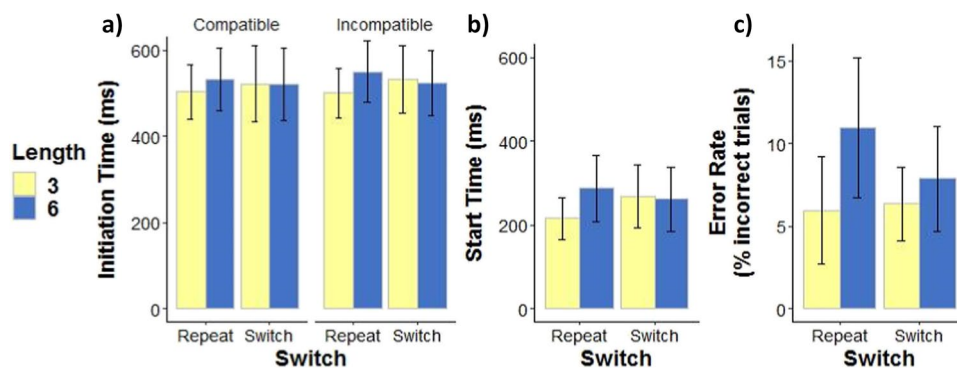 a)
Compatible
Incompatible
Initiation Time (ms)
600
400
200
0
Repeat
Switch
Repeat
Switch
Switch
Length
3
6
b)
Start Time (ms)
600
400
200
0
Repeat
Switch
Switch
c)
Error Rate
(% incorrect trials)
15
10
5
0
Repeat
Switch
Switch